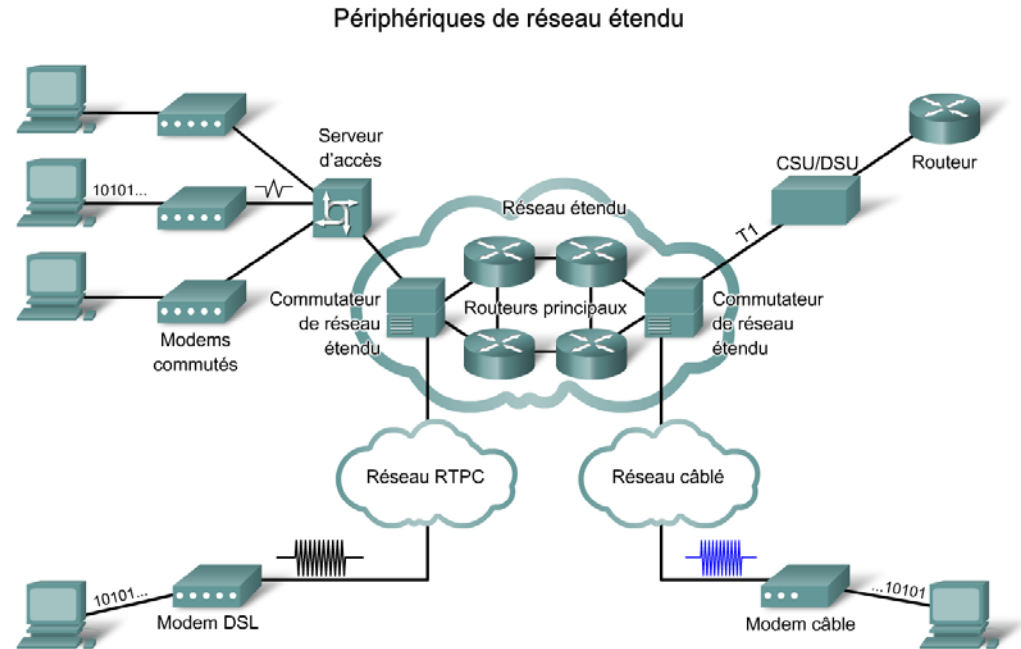 Périphériques de réseau étendu
Serveur
d'accès
CSU/DSU
Routeur
10101...
Réseau étendu
T1
Commutateur
de réseau
étendu
Routeurs principaux
Commutateur
de réseau
étendu
Modems
commutés
Réseau RTPC
Réseau câblé
10101...
Modem DSL
...10101
Modem câble